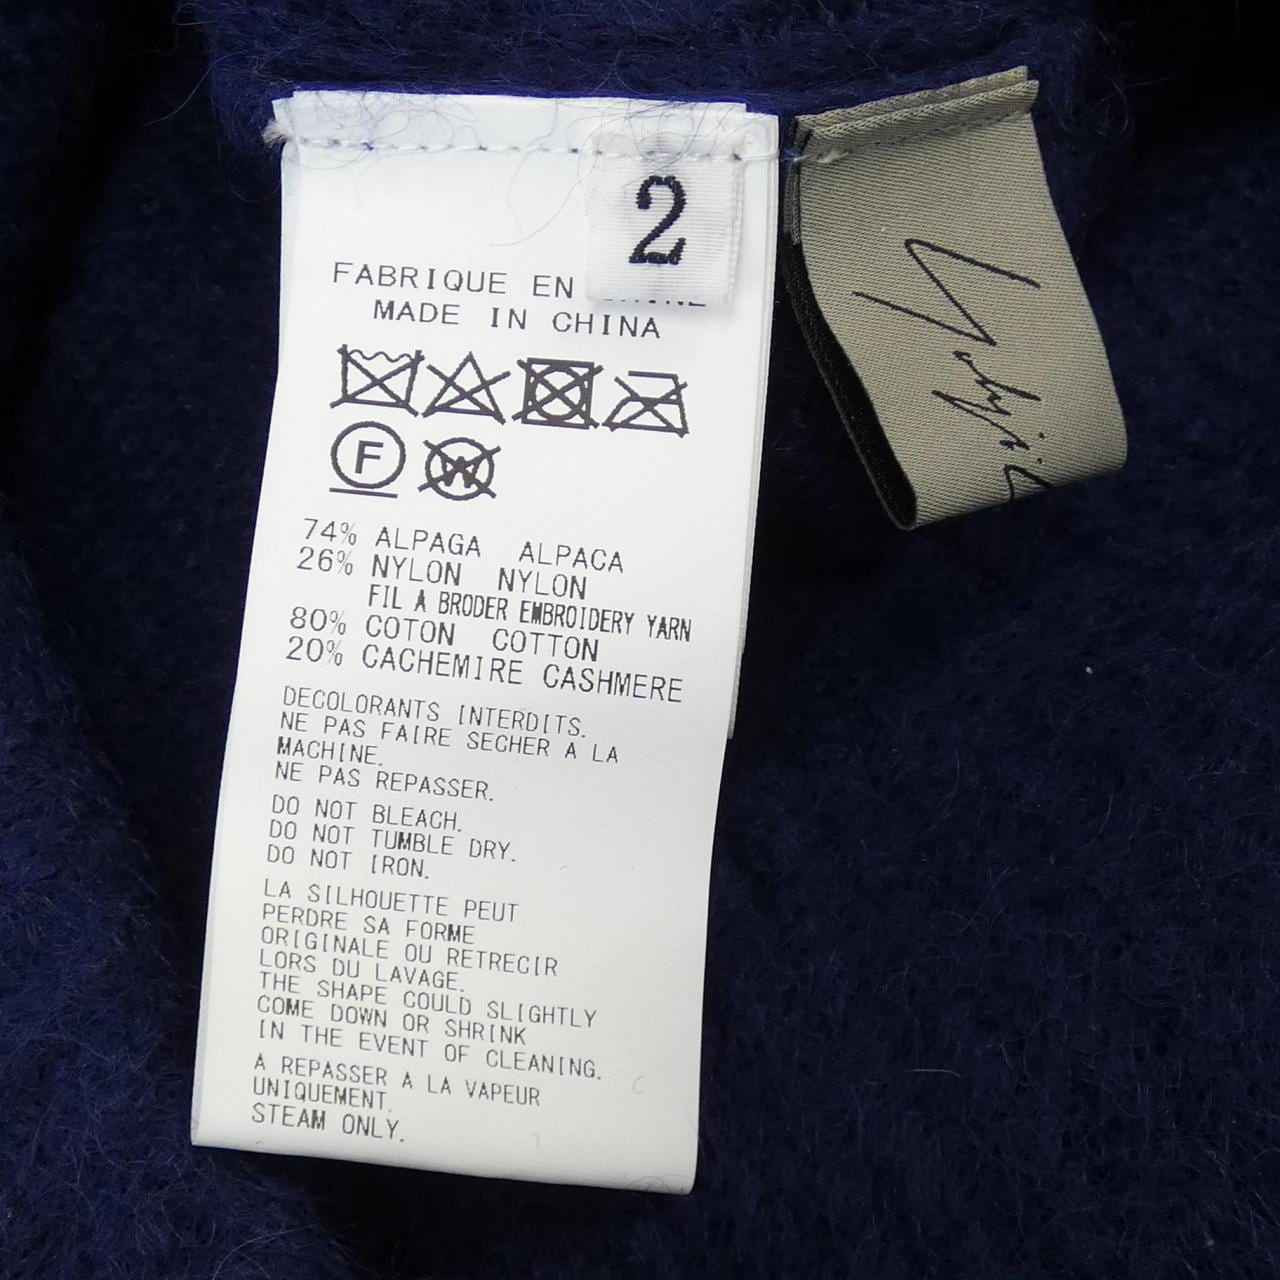 2
FABRIQUE EN CHINE
MADE IN CHINA
F
W
74% ALPAGA ALPACA
26% NYLON NYLON
FIL A BRODER EMBROIDERY YARN
80% COTON COTTON
20% CACHEMIRE CASHMERE
DECOLORANTS INTERDITS.
NE PAS FAIRE SECHER A LA
MACHINE.
NE PAS REPASSER.
DO NOT BLEACH.
DO NOT TUMBLE DRY.
DO NOT IRON.
LA SILHOUETTE PEUT
PERDRE SA FORME
ORIGINALE OU RETRECIR
LORS DU LAVAGE.
THE SHAPE COULD SLIGHTLY
COME DOWN OR SHRINK
IN THE EVENT OF CLEANING.
A REPASSER A LA VAPEUR
UNIQUEMENT.
STEAM ONLY.